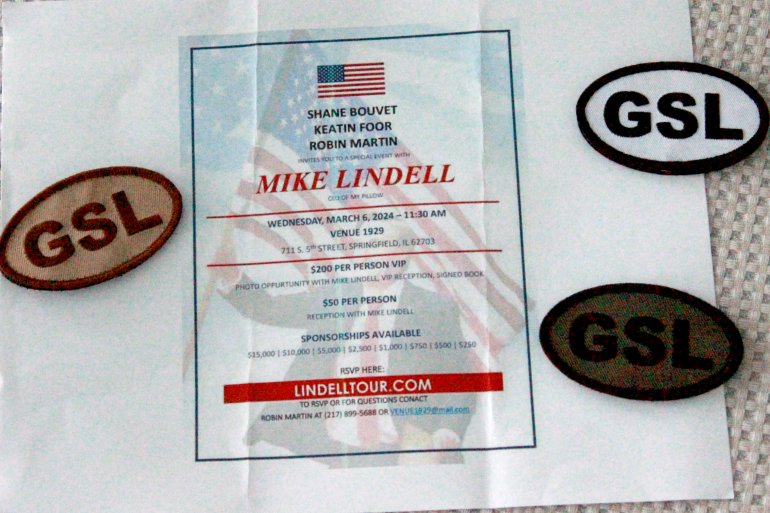 SHANE BOUVET
KEATIN FOOR
ROBIN MARTIN
INVITES YOU TO A SPECIAL EVENT WITH
MIKE LINDELL
CEO OF MY PILLOW
WEDNESDAY, MARCH 6, 2024 – 11:30 AM
VENUE 1929
711 S. 5th STREET, SPRINGFIELD, IL 62703
$200 PER PERSON VIP
PHOTO OPPURTUNITY WITH MIKE LINDELL, VIP RECEPTION, SIGNED BOOK
$50 PER PERSON
RECEPTION WITH MIKE LINDELL
SPONSORSHIPS AVAILABLE
$15,000 | $10,000 | $5,000 | $2,500 | $1,000 | $750 | $500 | $250
RSVP HERE:
LINDELLTOUR.COM
TO RSVP OR FOR QUESTIONS CONACT
ROBIN MARTIN AT (217) 899-5688 OR VENUE1929@mail.com
GSL
GSL
GSL